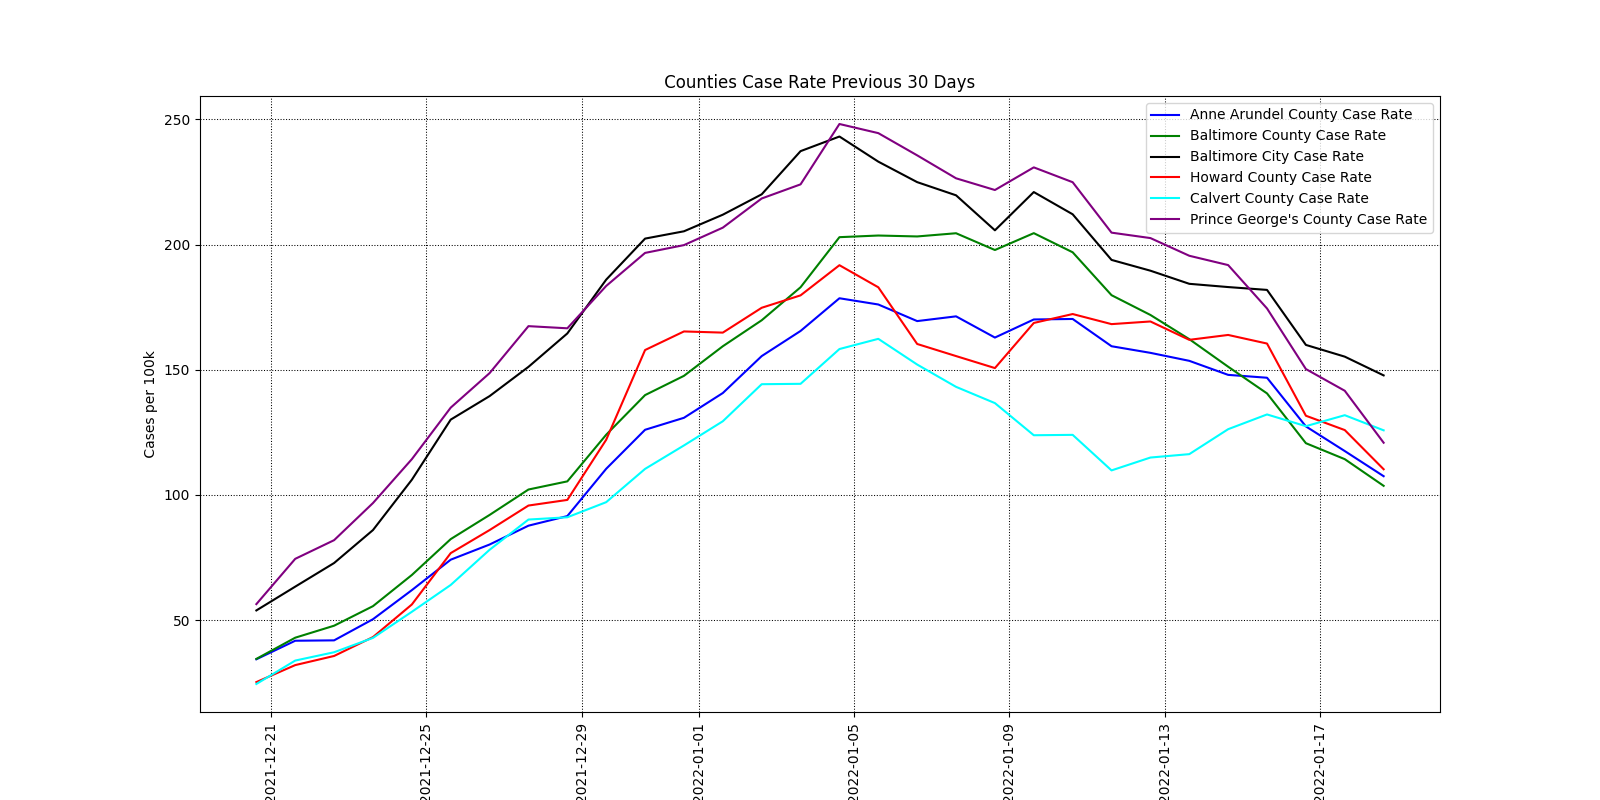 Counties Case Rate Previous 30 Days
Cases per 100k
250
200
150
100
50
Anne Arundel County Case Rate
Baltimore County Case Rate
Baltimore City Case Rate
Howard County Case Rate
Calvert County Case Rate
Prince George's County Case Rate
2021-12-21
2021-12-25
2021-12-29
2022-01-01
2022-01-05
2022-01-09
2022-01-13
2022-01-17